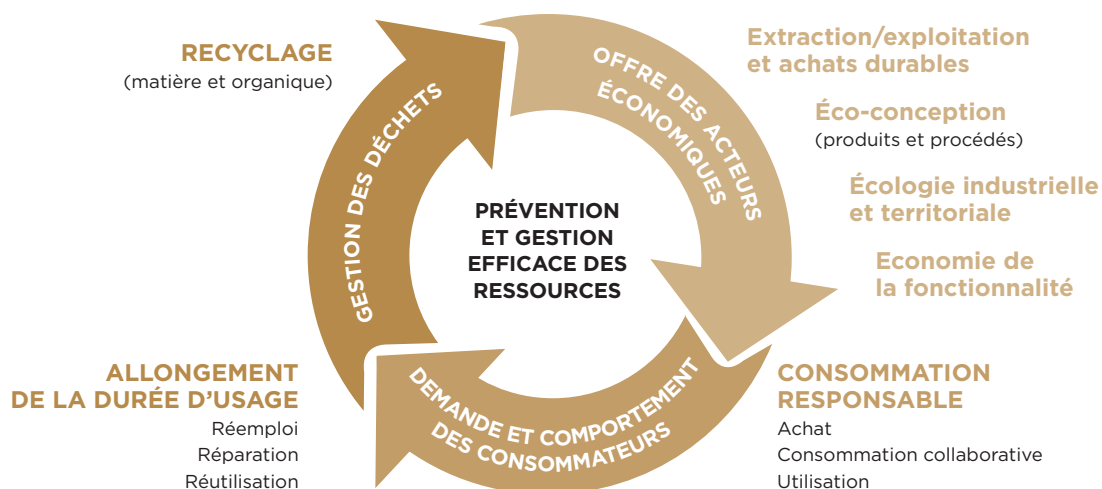 RECYCLAGE
(matière et organique)
GESTION DES DÉCHETS
OFFRE DES ACTEURS
ÉCONOMIQUES
Extraction/exploitation
et achats durables
Éco-conception
(produits et procédés)
Écologie industrielle
et territoriale
Economie de
la fonctionnalité
PRÉVENTION
ET GESTION
EFFICACE DES
RESSOURCES
DEMANDE ET COMPORTEMENT
DES CONSOMMATEURS
CONSOMMATION
RESPONSABLE
Achat
Consommation collaborative
Utilisation
ALLONGEMENT
DE LA DURÉE D’USAGE
Réemploi
Réparation
Réutilisation